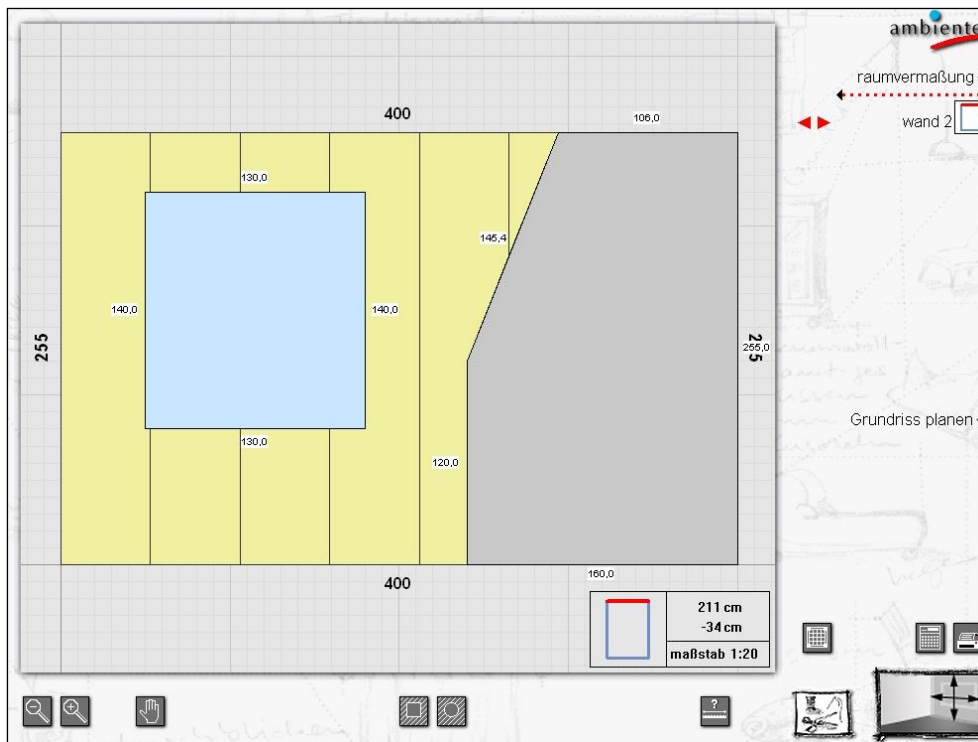 ambiente
raumvermaßung
wand 2
400
106,0
130,0
145,4
140,0
140,0
255
255
255,0
Grundriss planen
130,0
120,0
160,0
400
211 cm
-34 cm
maßstab 1:20
?